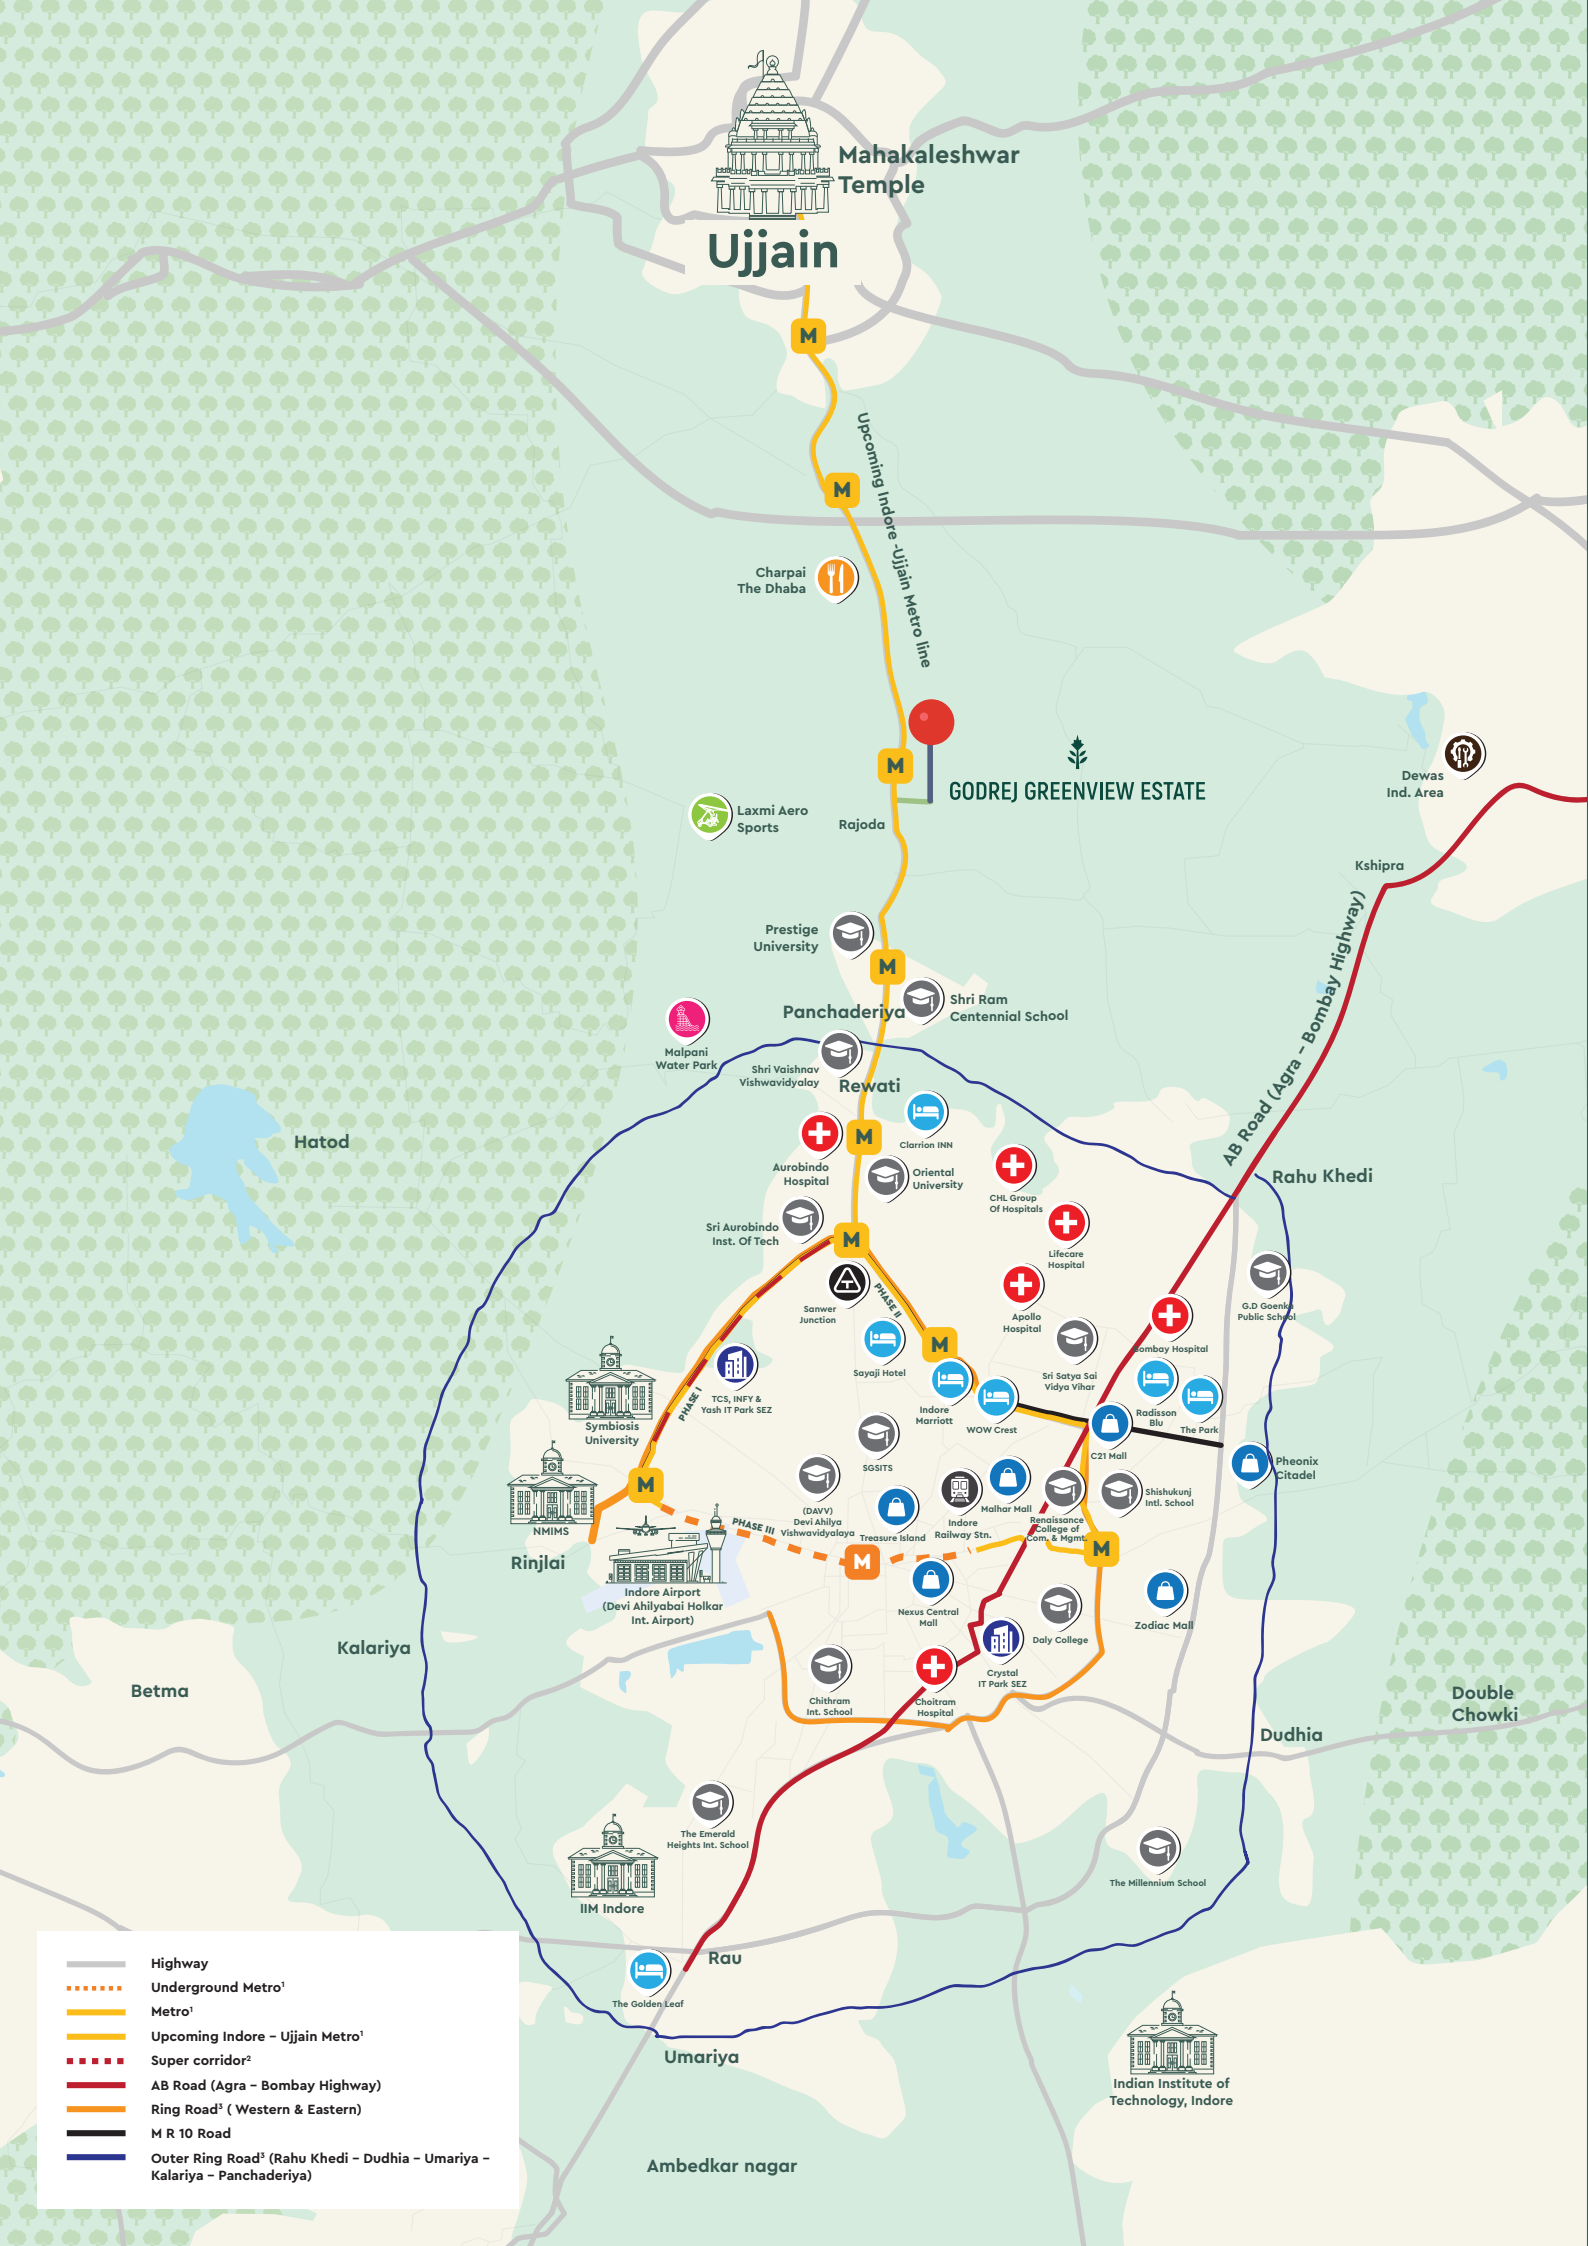 Mahakaleshwar
Temple
Ujjain
M
M
Upcoming Indore -Ujjain Metro line
Charpai
The Dhaba
M
GODREJ GREENVIEW ESTATE
Dewas
Ind. Area
Laxmi Aero
Sports
Rajoda
Kshipra
AB Road (Agra - Bombay Highway)
Prestige
University
M
Shri Ram
Centennial School
Panchaderiya
Malpani
Water Park
Shri Vaishnav
Vishwavidyalay
Rewati
Clarrion INN
M
Hatod
Aurobindo
Hospital
Oriental
University
CHL Group
Of Hospitals
Rahu Khedi
Sri Aurobindo
Inst. Of Tech
M
Lifecare
Hospital
Sanwer
Junction
PHASE II
Apollo
Hospital
G.D Goenka
Public School
M
Bombay Hospital
Sayaji Hotel
Sri Satya Sai
Vidya Vihar
TCS, INFY &
Yash IT Park SEZ
PHASE I
Indore
Marriott
WOW Crest
Radisson
Blu
The Park
Symbiosis
University
C21 Mall
SGSITS
Pheonix
Citadel
M
Malhar Mall
Shishukunj
Intl. School
(DAVV)
Devi Ahilya
Vishwavidyalaya
Treasure Island
Indore
Railway Stn.
Renaissance
College of
Com. & Mgmt.
NMIMS
PHASE III
M
M
Rinjlai
Indore Airport
(Devi Ahilyabai Holkar
Int. Airport)
Nexus Central
Mall
Zodiac Mall
Daly College
Kalariya
Crystal
IT Park SEZ
Betma
Chithram
Int. School
Choitram
Hospital
Double
Chowki
Dudhia
The Emerald
Heights Int. School
The Millennium School
IIM Indore
Rau
The Golden Leaf
Umariya
Indian Institute of
Technology, Indore
Ambedkar nagar
Highway
Underground Metro¹
Metro¹
Upcoming Indore - Ujjain Metro¹
Super corridor²
AB Road (Agra - Bombay Highway)
Ring Road³ ( Western & Eastern)
M R 10 Road
Outer Ring Road³ (Rahu Khedi - Dudhia - Umariya -
Kalariya - Panchaderiya)